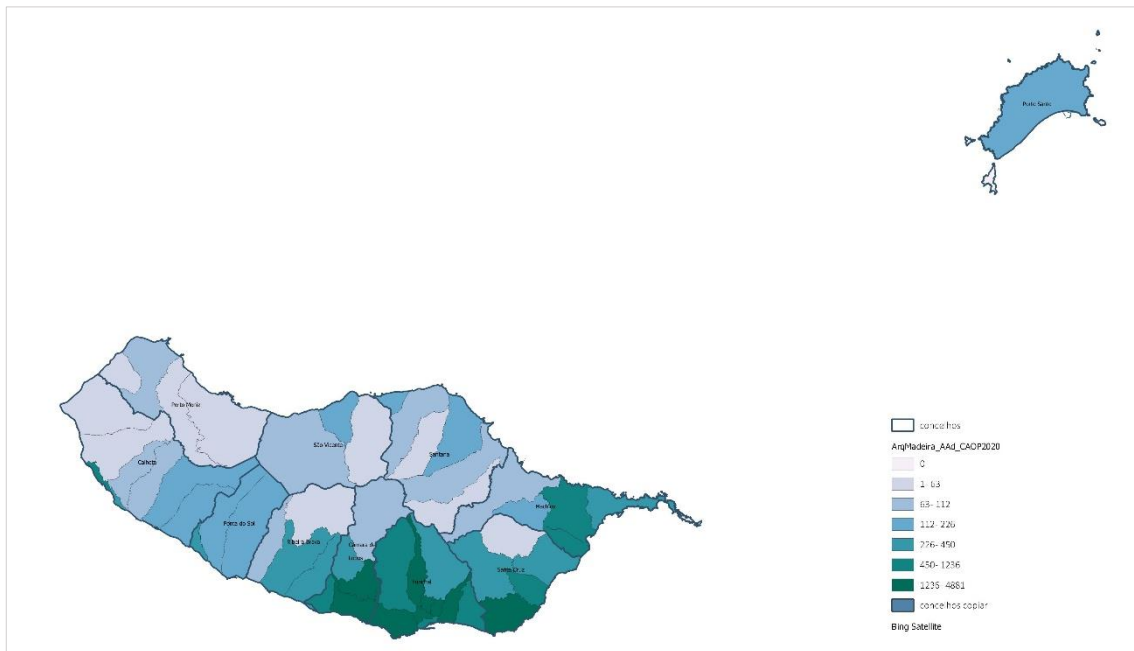 Porto Santo
Porto Moniz
São Vicente
Santana
Calheta
Machico
Ponta do Sol
Ribeira Brava
Câmara de
Lobos
Santa Cruz
Funchal
concelhos
ArqMadeira_AAd_CAOP2020
0
1- 63
63- 112
112- 226
226- 450
450- 1236
1236- 4881
concelhos copiar
Bing Satellite